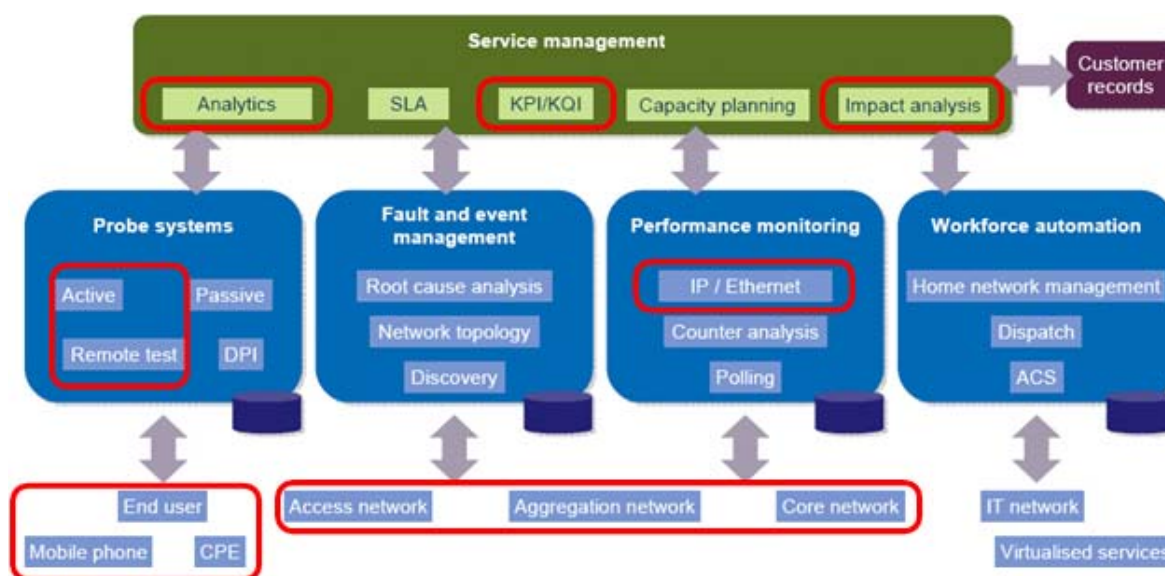 Service management
Customer
records
Analytics
SLA
KPI/KQI
Capacity planning
Impact analysis
Probe systems
Active
Passive
Remote test
DPI
Fault and event
management
Root cause analysis
Network topology
Discovery
Performance monitoring
IP / Ethernet
Counter analysis
Polling
Workforce automation
Home network management
Dispatch
ACS
End user
Mobile phone
CPE
Access network
Aggregation network
Core network
IT network
Virtualised services